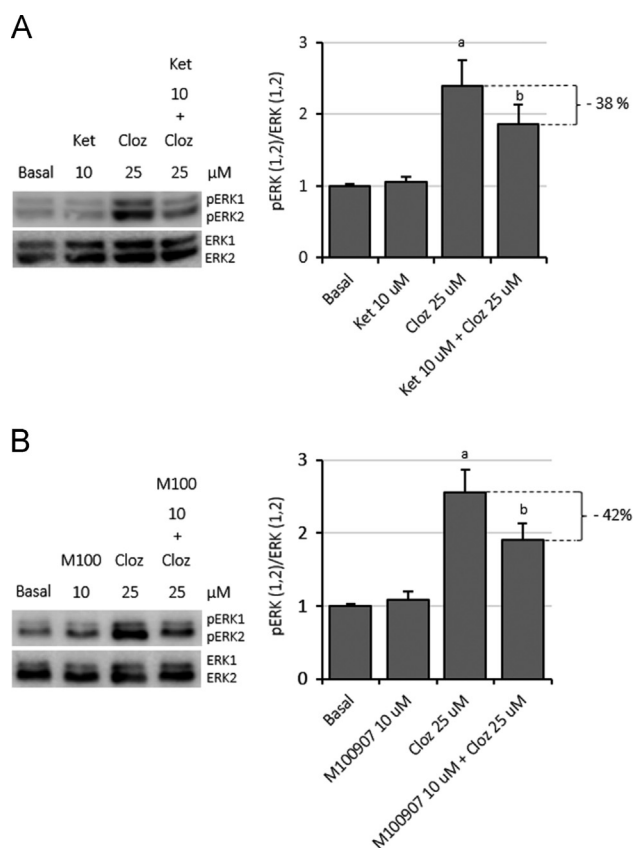 A
Ket
10
+
Ket Cloz Cloz
Basal 10 25 25 μM
pERK1
pERK2
ERK1
ERK2
pERK (1,2)/ERK (1,2)
3
2
1
0
a
b
- 38 %
Basal
Ket 10 uM
Cloz 25 uM
Ket 10 uM + Cloz 25 uM
B
M100
10
+
M100 Cloz Cloz
Basal 10 25 25 μM
pERK1
pERK2
ERK1
ERK2
pERK (1,2)/ERK (1,2)
3
2
1
0
a
b
- 42%
Basal
M100907 10 uM
Cloz 25 uM
M100907 10 uM + Cloz 25 uM